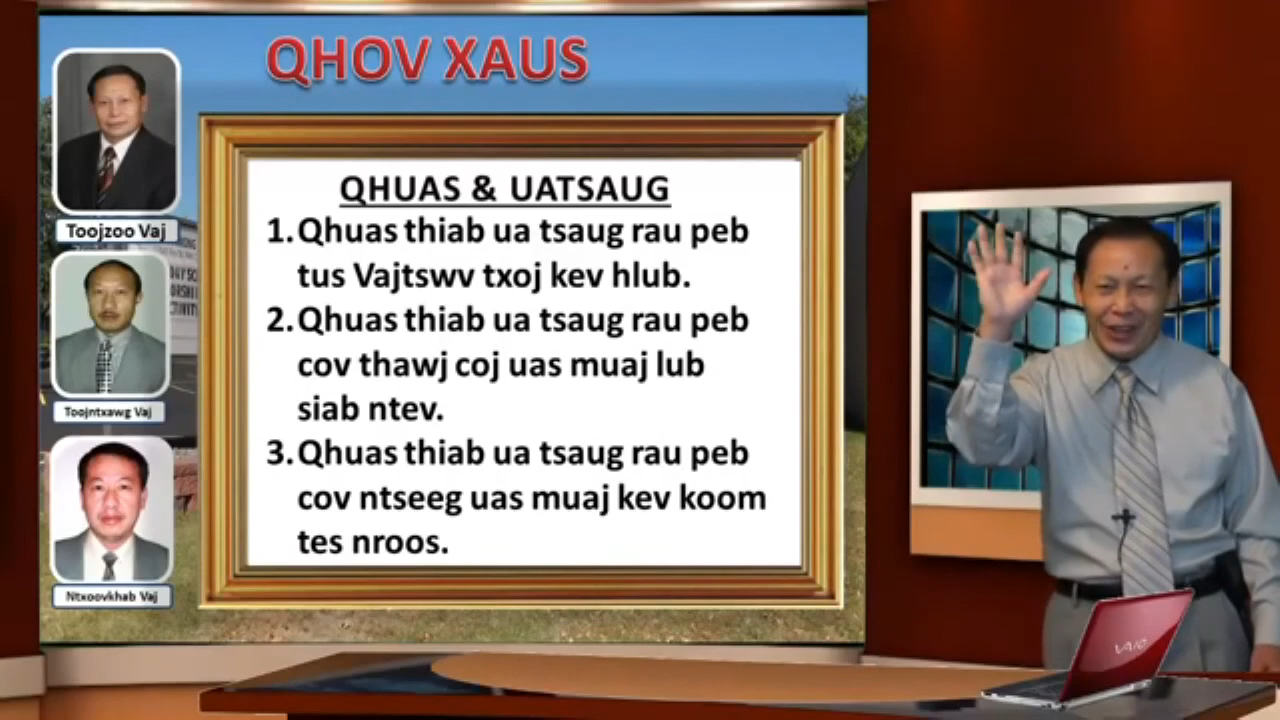 QHOV XAUS
QHUAS & UATSAUG
1. Qhuas thiab ua tsaug rau peb
tus Vajtswv txoj kev hlub.
2. Qhuas thiab ua tsaug rau peb
cov thawj coj uas muaj lub
siab ntev.
3. Qhuas thiab ua tsaug rau peb
cov ntseeg uas muaj kev koom
tes nroos.
Toojzoo Vaj
Toojntxawg Vaj
Ntxoovkhab Vaj
VAIO